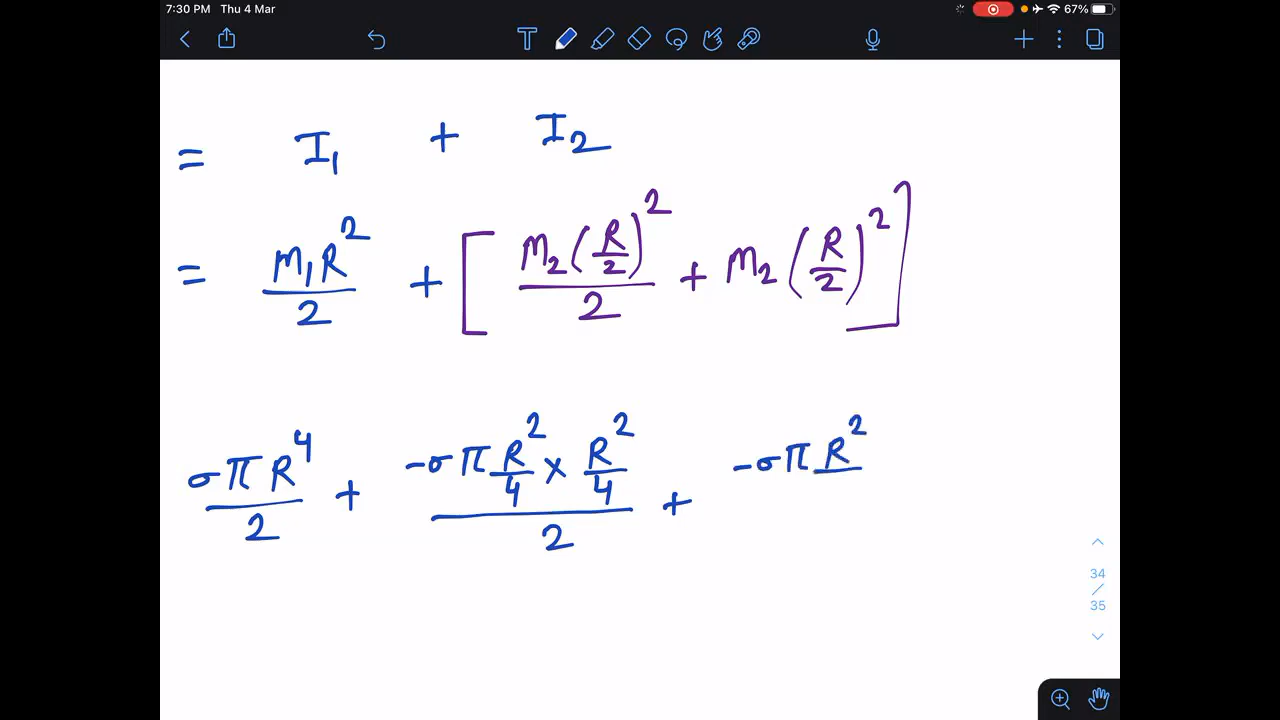 7:30 PM Thu 4 Mar 67%
T
= I₁ + I₂
= M₁R²/2 + [ M₂(R/2)²/2 + M₂(R/2)² ]
σπR⁴/2 + -σπ R²/4 × R²/4 / 2 + -σπR²
34
/
35